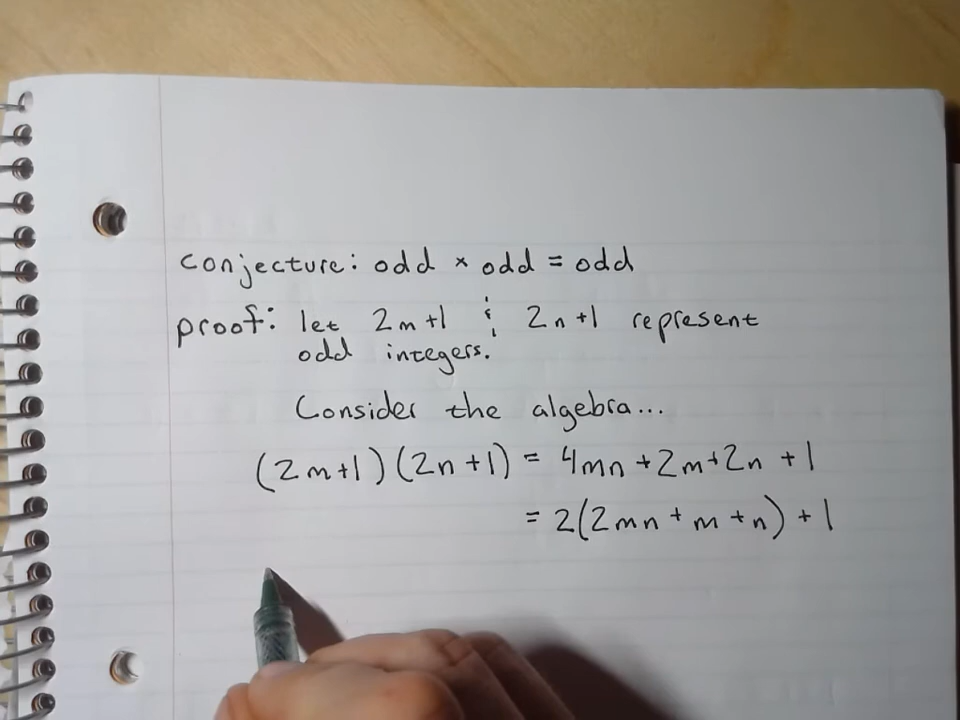 conjecture: odd × odd = odd
proof: let 2m+1 & 2n+1 represent
odd integers.
Consider the algebra...
(2m+1)(2n+1) = 4mn+2m+2n+1
= 2(2mn+m+n)+1